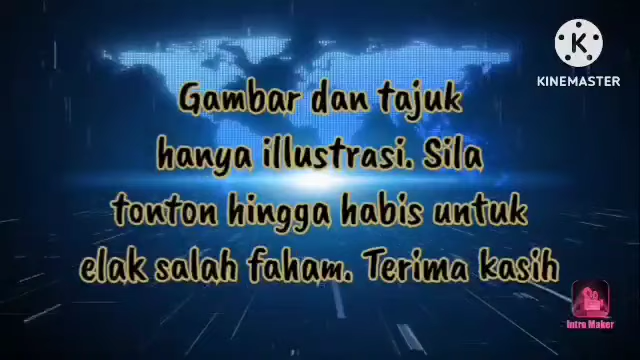 KINEMASTER
Gambar dan tajuk
hanya illustrasi. Sila
tonton hingga habis untuk
elak salah faham. Terima kasih
Intro Maker